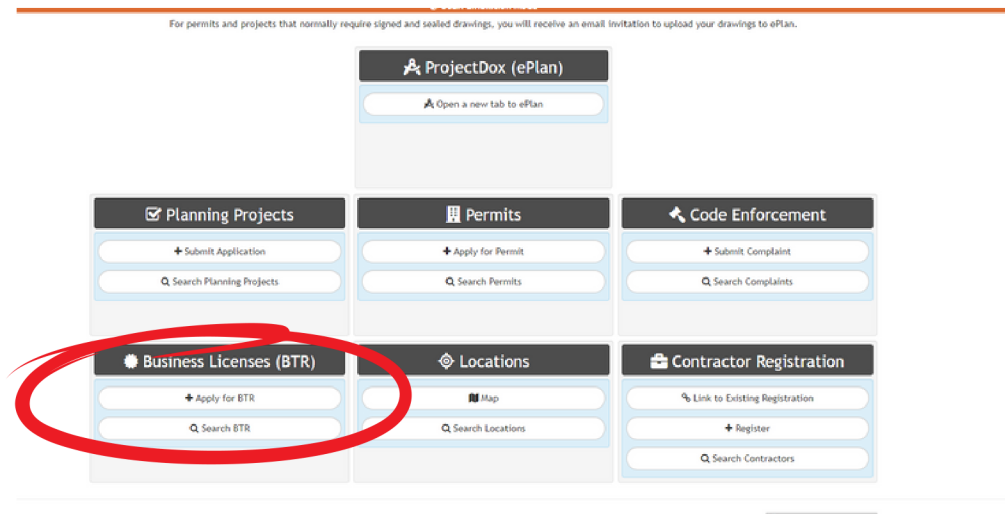 For permits and projects that normally require signed and sealed drawings, you will receive an email invitation to upload your drawings to ePlan.
ProjectDox (ePlan)
Open a new tab to ePlan
Planning Projects
Submit Application
Search Planning Projects
Permits
Apply for Permit
Search Permits
Code Enforcement
Submit Complaint
Search Complaints
Business Licenses (BTR)
Apply for BTR
Search BTR
Locations
Map
Search Locations
Contractor Registration
Link to Existing Registration
Register
Search Contractors